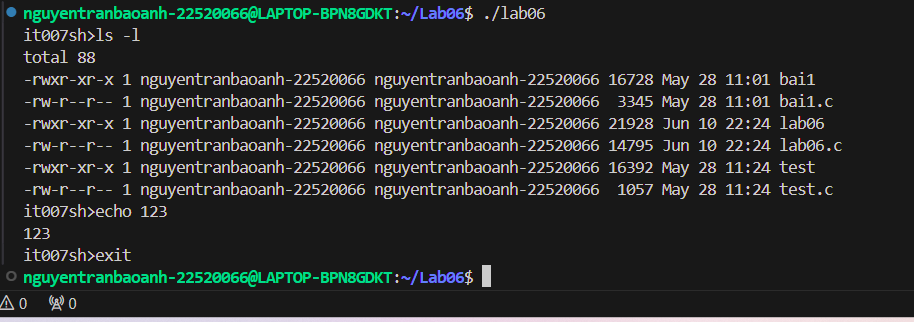 nguyentranbaoanh-22520066@LAPTOP-BPN8GDKT:~/Lab06$ ./lab06
it007sh>ls -l
total 88
-rwxr-xr-x 1 nguyentranbaoanh-22520066 nguyentranbaoanh-22520066 16728 May 28 11:01 bai1
-rw-r--r-- 1 nguyentranbaoanh-22520066 nguyentranbaoanh-22520066  3345 May 28 11:01 bai1.c
-rwxr-xr-x 1 nguyentranbaoanh-22520066 nguyentranbaoanh-22520066 21928 Jun 10 22:24 lab06
-rw-r--r-- 1 nguyentranbaoanh-22520066 nguyentranbaoanh-22520066 14795 Jun 10 22:24 lab06.c
-rwxr-xr-x 1 nguyentranbaoanh-22520066 nguyentranbaoanh-22520066 16392 May 28 11:24 test
-rw-r--r-- 1 nguyentranbaoanh-22520066 nguyentranbaoanh-22520066  1057 May 28 11:24 test.c
it007sh>echo 123
123
it007sh>exit
nguyentranbaoanh-22520066@LAPTOP-BPN8GDKT:~/Lab06$
0 0